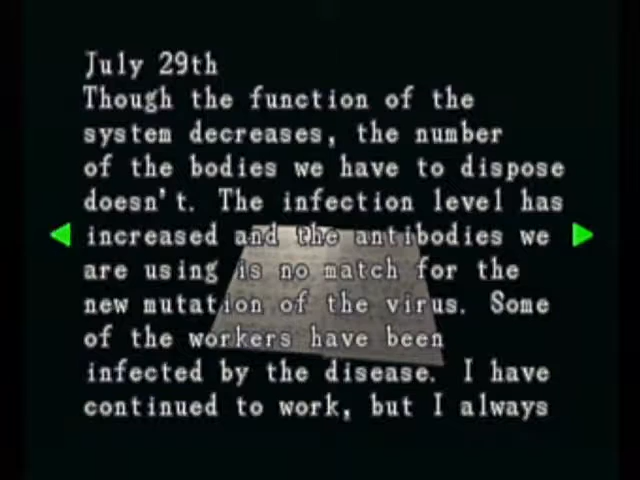 July 29th
Though the function of the
system decreases, the number
of the bodies we have to dispose
doesn't. The infection level has
increased and the antibodies we
are using is no match for the
new mutation of the virus. Some
of the workers have been
infected by the disease. I have
continued to work, but I always